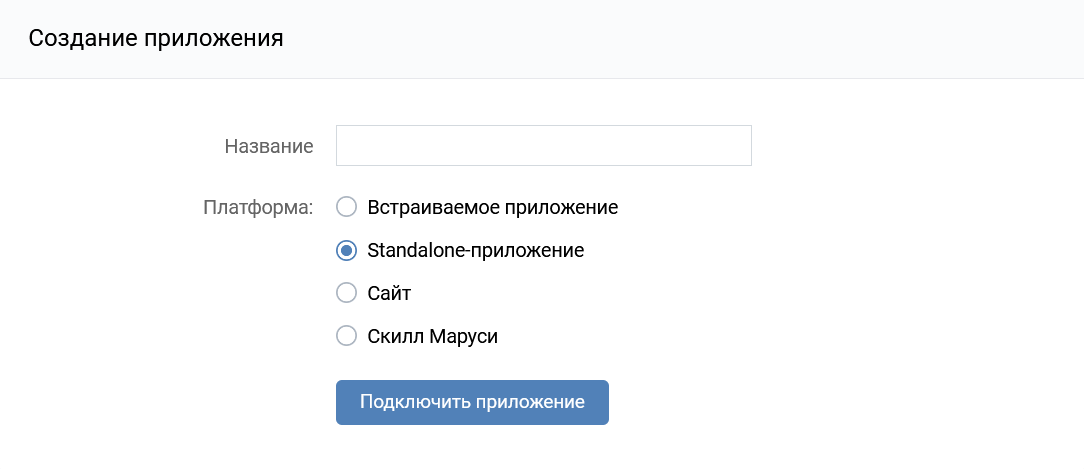 Создание приложения
Название
Платформа: Встраиваемое приложение
Standalone-приложение
Сайт
Скилл Маруси
Подключить приложение